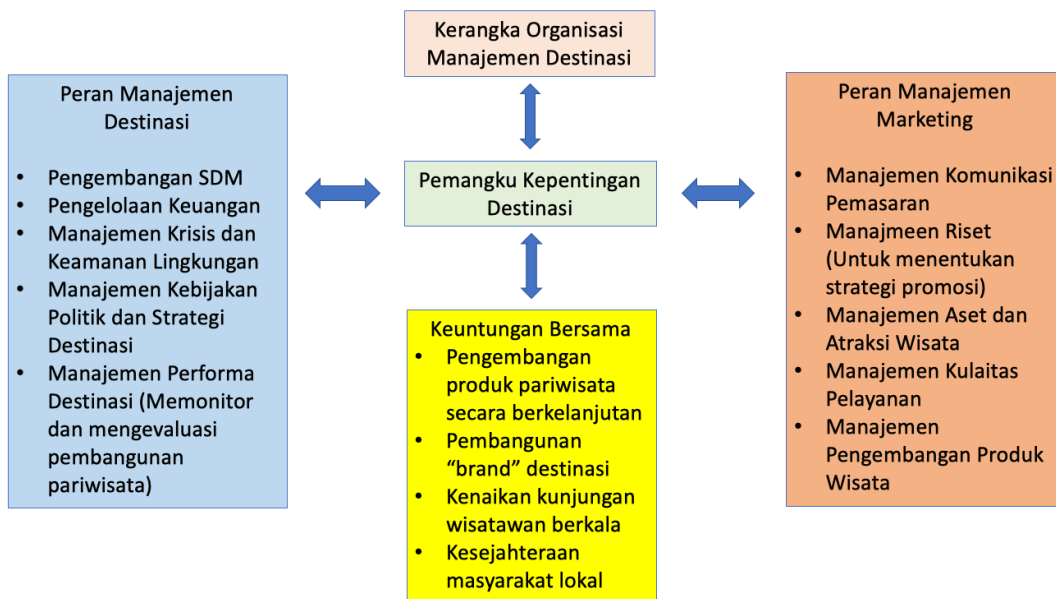 Kerangka Organisasi
Manajemen Destinasi
Peran Manajemen
Destinasi
• Pengembangan SDM
• Pengelolaan Keuangan
• Manajemen Krisis dan
Keamanan Lingkungan
• Manajemen Kebijakan
Politik dan Strategi
Destinasi
• Manajemen Performa
Destinasi (Memonitor
dan mengevaluasi
pembangunan
pariwisata)
Pemangku Kepentingan
Destinasi
Keuntungan Bersama
• Pengembangan
produk pariwisata
secara berkelanjutan
• Pembangunan
“brand” destinasi
• Kenaikan kunjungan
wisatawan berkala
• Kesejahteraan
masyarakat lokal
Peran Manajemen
Marketing
• Manajemen Komunikasi
Pemasaran
• Manajmeen Riset
(Untuk menentukan
strategi promosi)
• Manajemen Aset dan
Atraksi Wisata
• Manajemen Kulaitas
Pelayanan
• Manajemen
Pengembangan Produk
Wisata